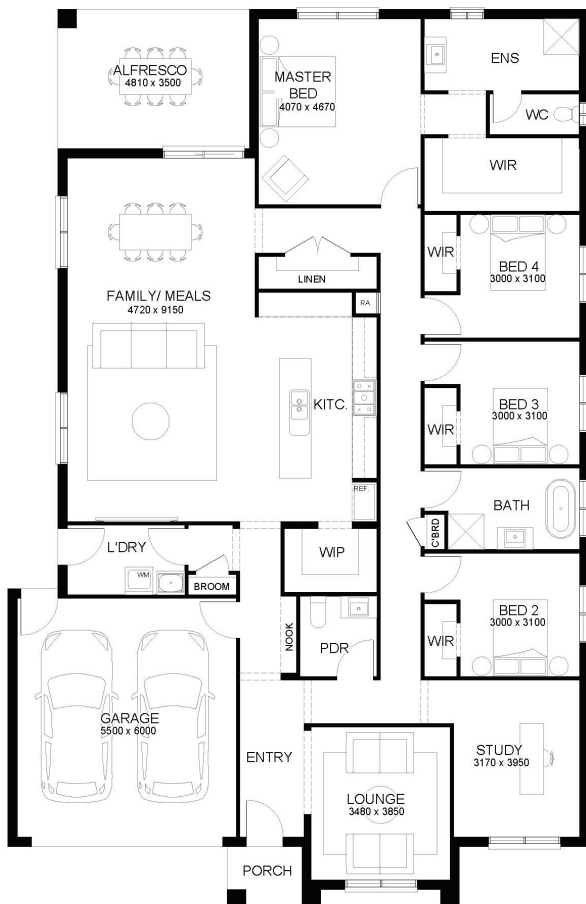 ALFRESCO
4810 x 3500
MASTER
BED
4070 x 4670
ENS
WC
WIR
WIR
BED 4
3000 x 3100
LINEN
RA
FAMILY/ MEALS
4720 x 9150
KITC.
BED 3
3000 x 3100
WIR
REF.
BATH
C'BRD
L'DRY
WM
BROOM
WIP
BED 2
3000 x 3100
WIR
NOOK
PDR
GARAGE
5500 x 6000
ENTRY
STUDY
3170 x 3950
LOUNGE
3480 x 3850
PORCH